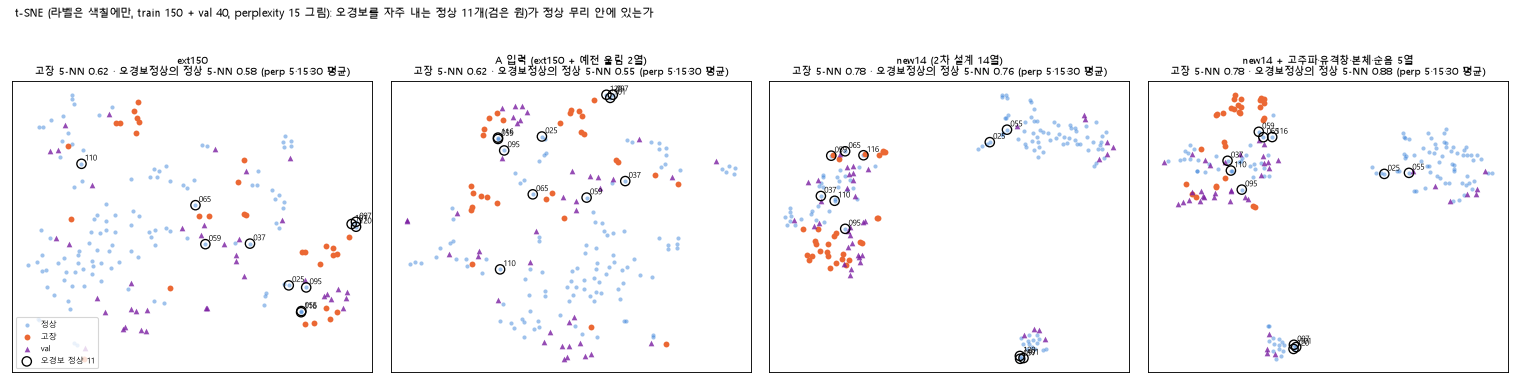 t-SNE (라벨은 색칠에만, train 150 + val 40, perplexity 15 그림): 오경보를 자주 내는 정상 11개(검은 원)가 정상 무리 안에 있는가
ext150
고장 5-NN 0.62 · 오경보정상의 정상 5-NN 0.58 (perp 5·15·30 평균)
110
065
059
037
025
095
정상
고장
val
오경보 정상 11
A 입력 (ext150 + 예전 울림 2열)
고장 5-NN 0.62 · 오경보정상의 정상 5-NN 0.55 (perp 5·15·30 평균)
025
095
037
065
055
110
new14 (2차 설계 14열)
고장 5-NN 0.78 · 오경보정상의 정상 5-NN 0.76 (perp 5·15·30 평균)
055
025
065
116
037
110
095
new14 + 고주파·유격창·본체·순음 5열
고장 5-NN 0.78 · 오경보정상의 정상 5-NN 0.88 (perp 5·15·30 평균)
059
116
037
110
025
055
095